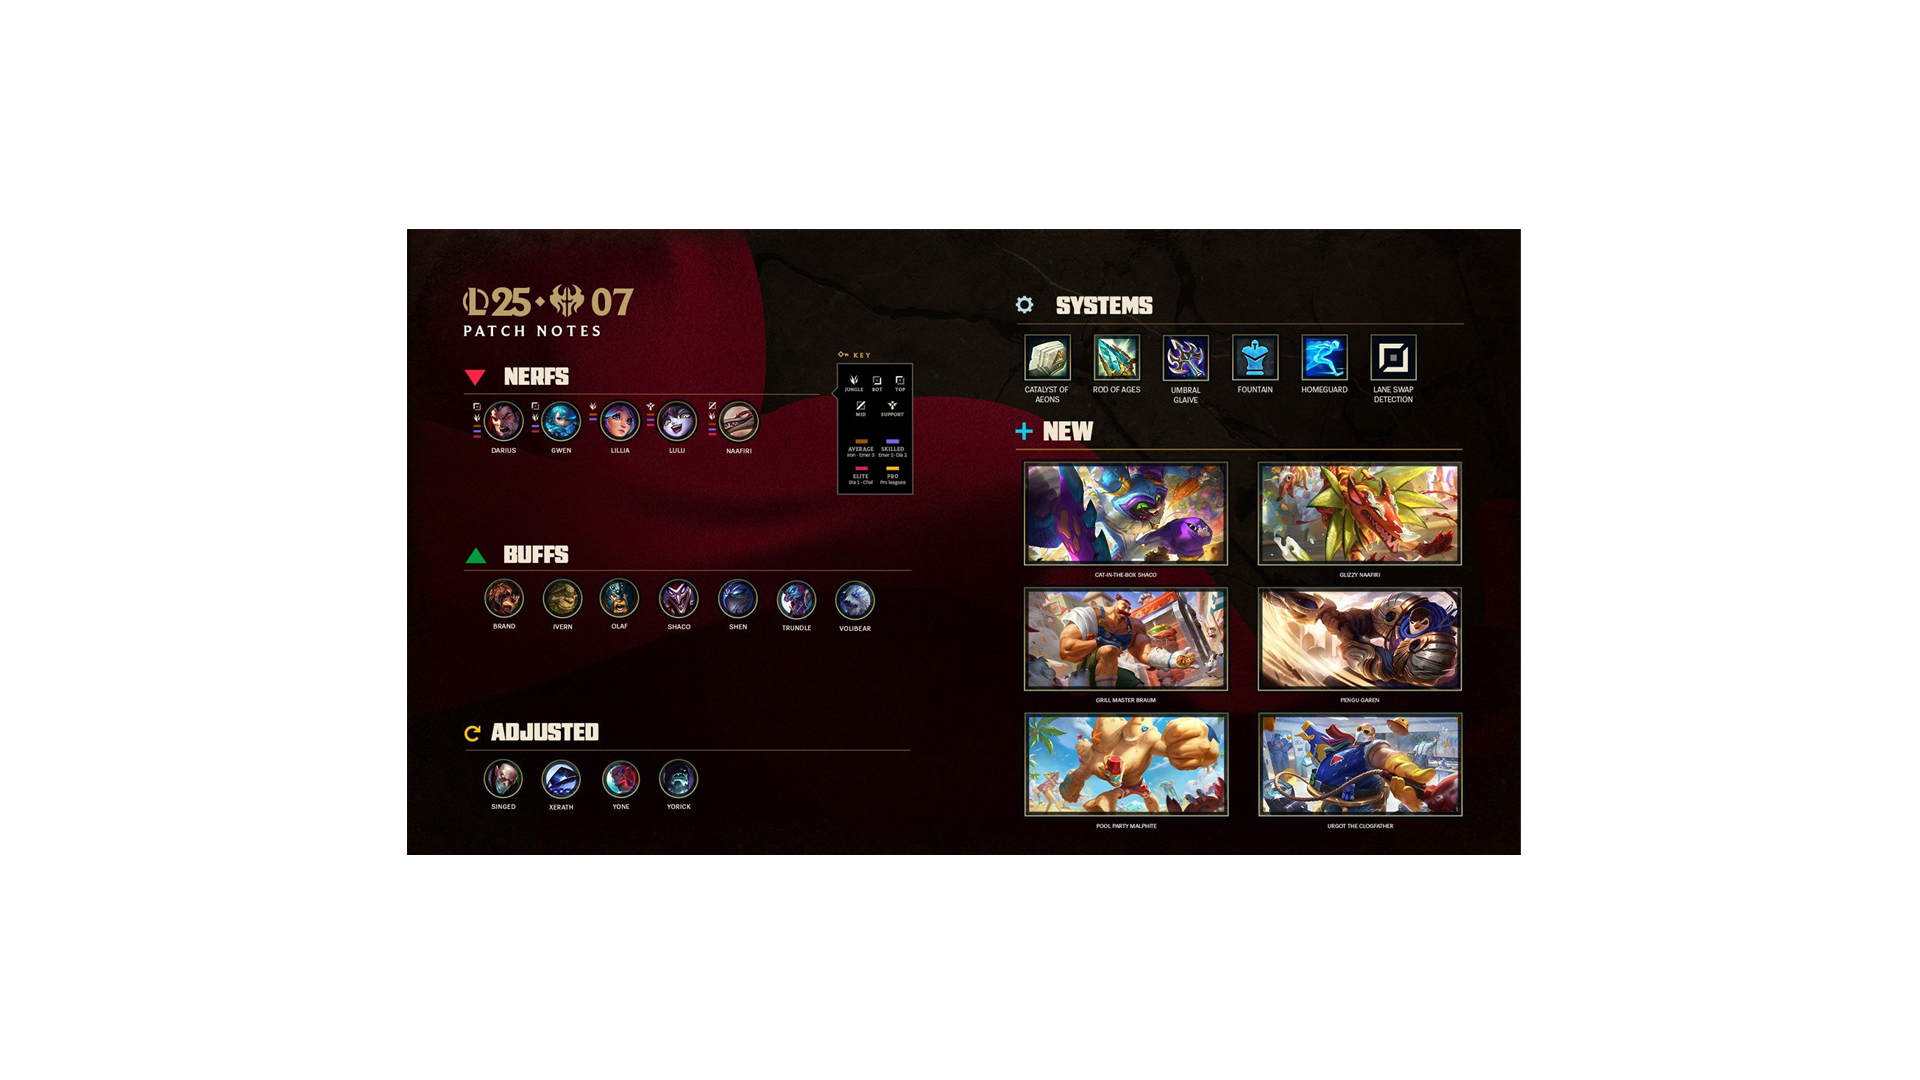 25 07
PATCH NOTES
NERFS
DARIUS GWEN LILLIA LULU NAAFIRI
KEY
JUNGLE BOT TOP
MID SUPPORT
AVERAGE SKILLED
Iron - Emer 3 Emer 2- Dia 2
ELITE PRO
Dia 1 - Chal Pro leagues
BUFFS
BRAND IVERN OLAF SHACO SHEN TRUNDLE VOLIBEAR
ADJUSTED
SINGED XERATH YONE YORICK
SYSTEMS
CATALYST OF AEONS
ROD OF AGES
UMBRAL GLAIVE
FOUNTAIN
HOMEGUARD
LANE SWAP DETECTION
NEW
CAT-IN-THE-BOX SHACO
GLIZZY NAAFIRI
GRILL MASTER BRAUM
PENGU GAREN
POOL PARTY MALPHITE
URGOT THE CLOGFATHER